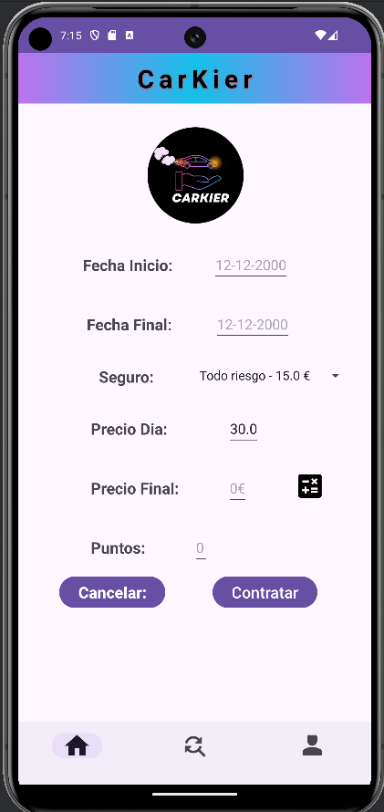 7:15 A
CarKier
CARKIER
Fecha Inicio: 12-12-2000
Fecha Final: 12-12-2000
Seguro: Todo riesgo - 15.0 €
Precio Dia: 30.0
Precio Final: 0€
Puntos: 0
Cancelar: Contratar